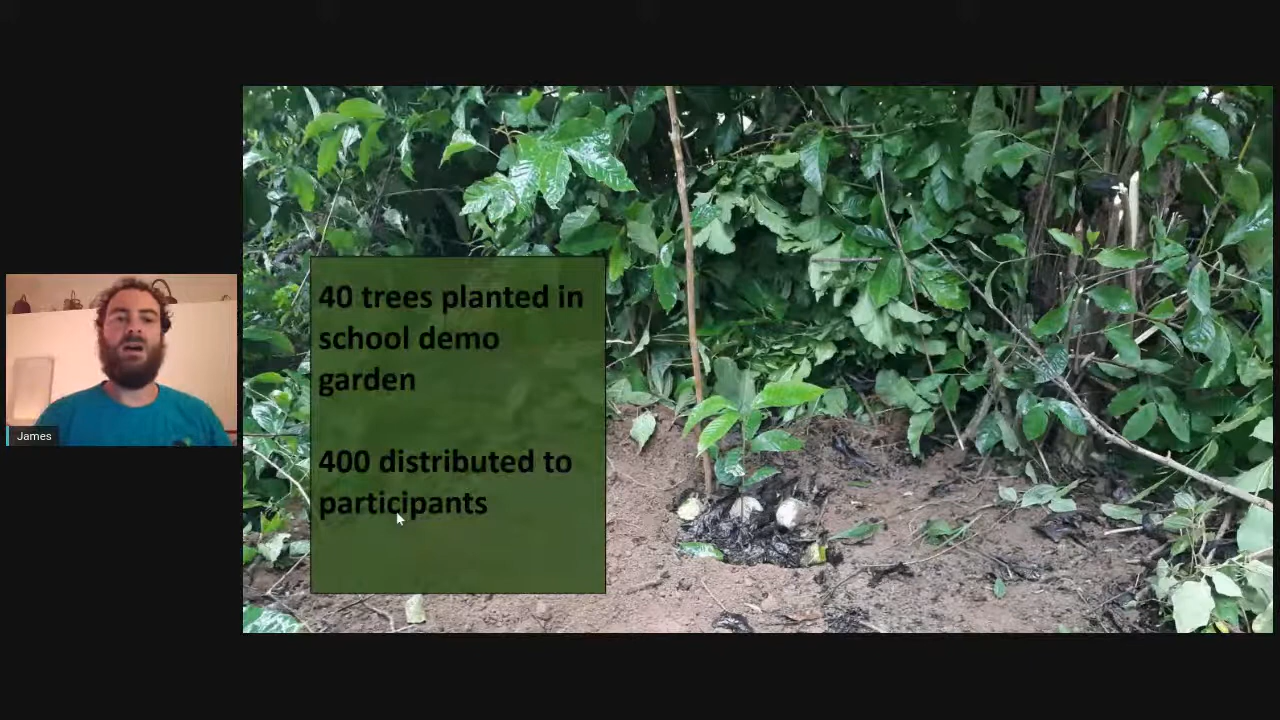 40 trees planted in
school demo
garden
400 distributed to
participants
James